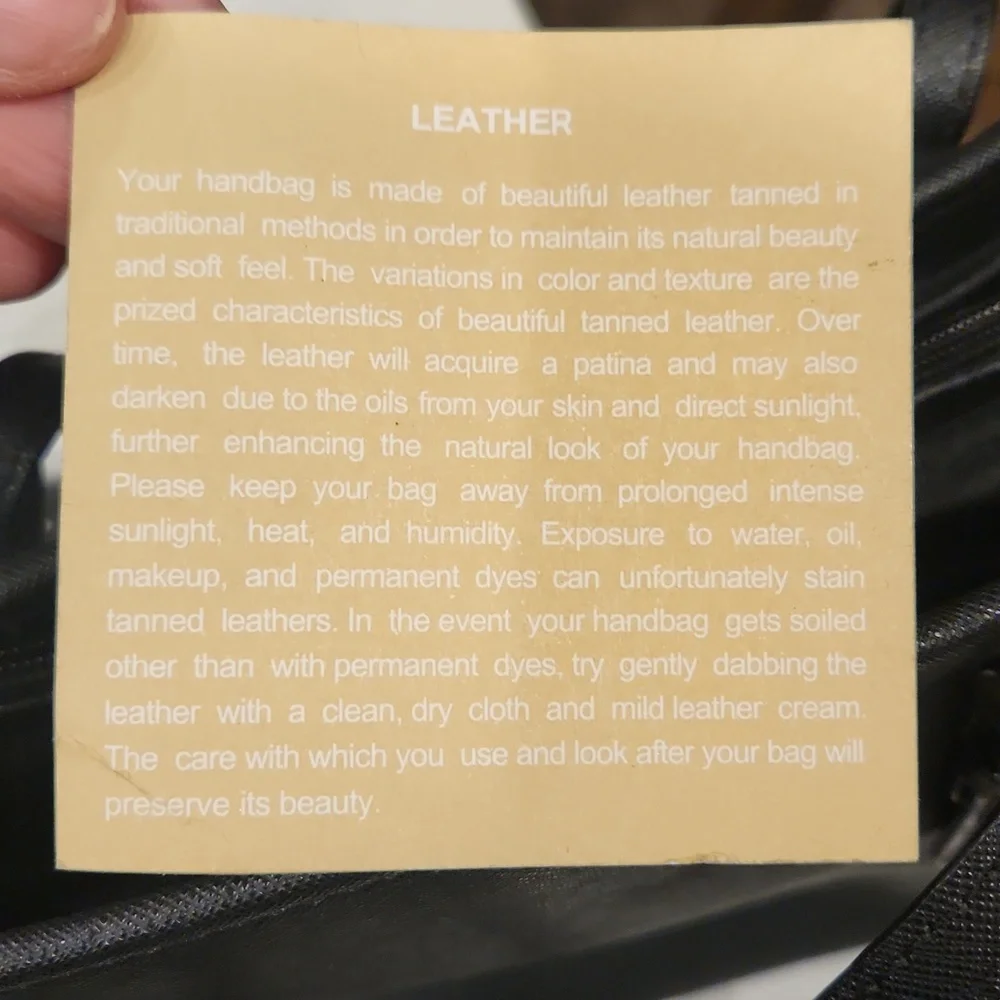 LEATHER
Your handbag is made of beautiful leather tanned in
traditional methods in order to maintain its natural beauty
and soft feel. The variations in color and texture are the
prized characteristics of beautiful tanned leather. Over
time, the leather will acquire a patina and may also
darken due to the oils from your skin and direct sunlight,
further enhancing the natural look of your handbag.
Please keep your bag away from prolonged intense
sunlight, heat, and humidity. Exposure to water, oil,
makeup, and permanent dyes can unfortunately stain
tanned leathers. In the event your handbag gets soiled
other than with permanent dyes, try gently dabbing the
leather with a clean, dry cloth and mild leather cream.
The care with which you use and look after your bag will
preserve its beauty.